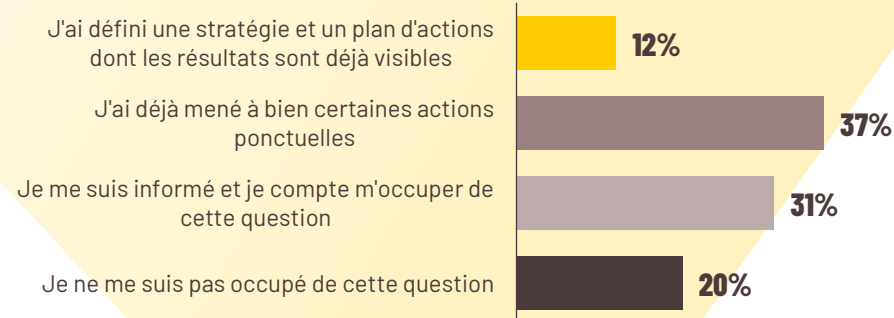 J'ai défini une stratégie et un plan d'actions
dont les résultats sont déjà visibles
12%
J'ai déjà mené à bien certaines actions
ponctuelles
37%
Je me suis informé et je compte m'occuper de
cette question
31%
Je ne me suis pas occupé de cette question
20%